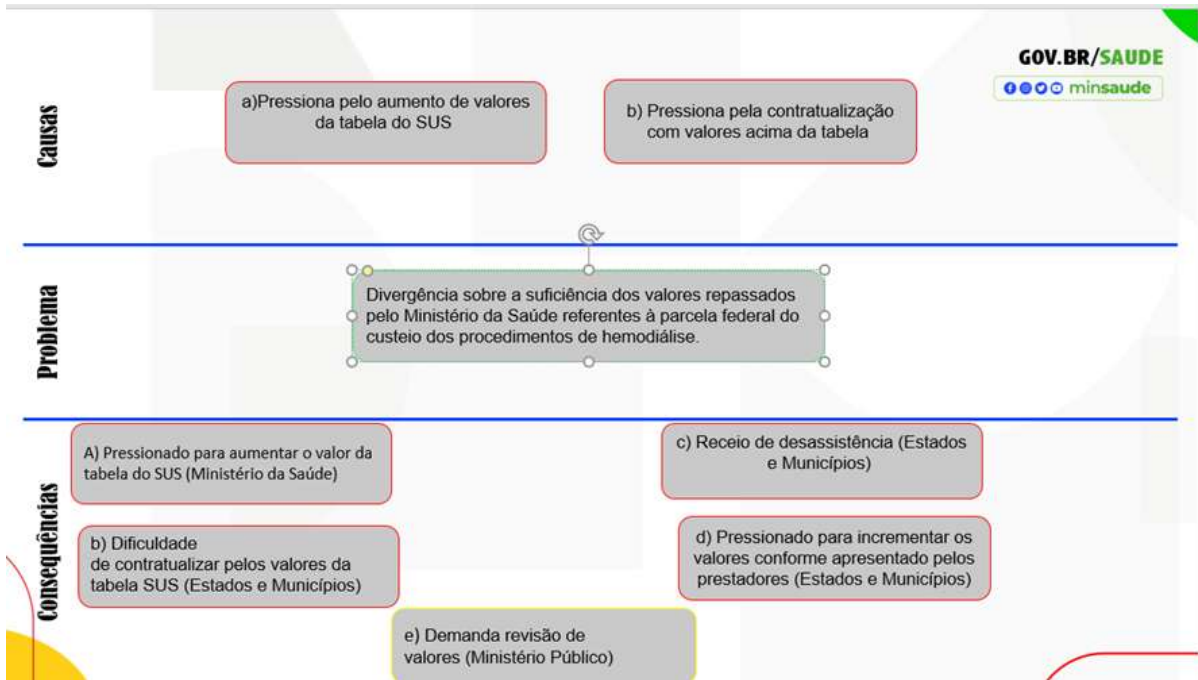 GOV.BR/SAUDE
minsaude
Causas
a)Pressiona pelo aumento de valores
da tabela do SUS
b) Pressiona pela contratualização
com valores acima da tabela
Problema
Divergência sobre a suficiência dos valores repassados
pelo Ministério da Saúde referentes à parcela federal do
custeio dos procedimentos de hemodiálise.
Consequências
A) Pressionado para aumentar o valor da
tabela do SUS (Ministério da Saúde)
c) Receio de desassistência (Estados
e Municípios)
b) Dificuldade
de contratualizar pelos valores da
tabela SUS (Estados e Municípios)
d) Pressionado para incrementar os
valores conforme apresentado pelos
prestadores (Estados e Municípios)
e) Demanda revisão de
valores (Ministério Público)